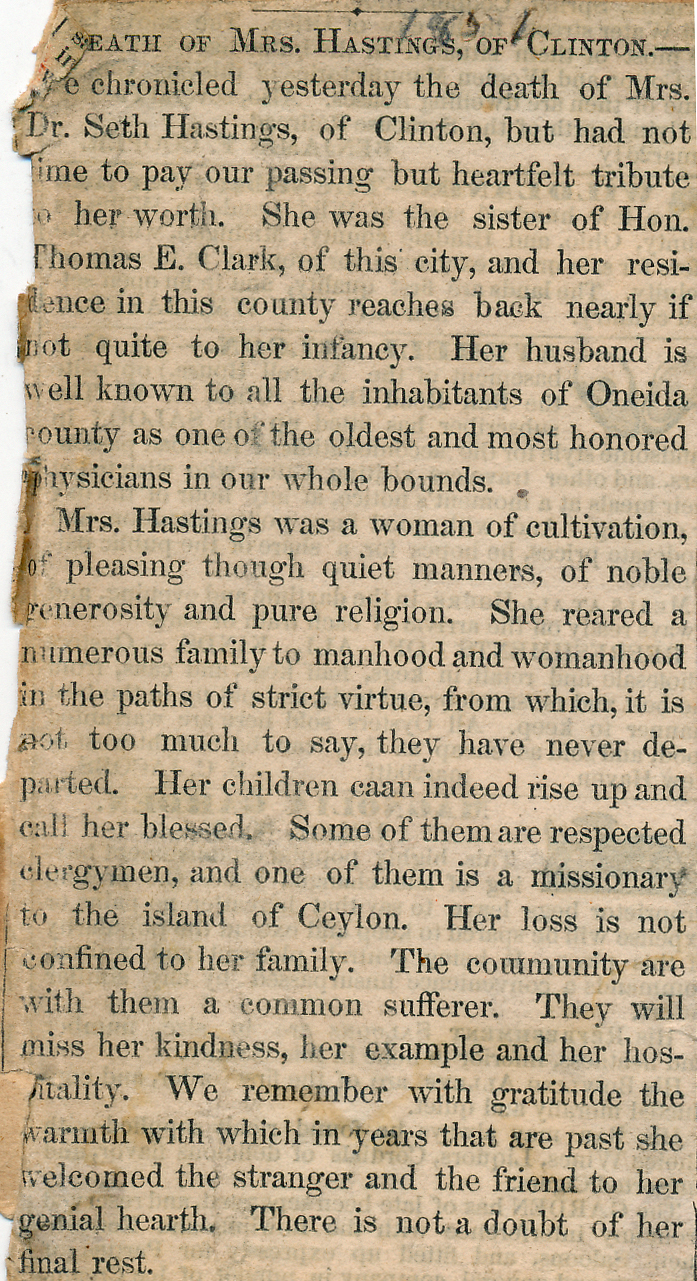 DEATH OF MRS. HASTINGS, OF CLINTON.—
We chronicled yesterday the death of Mrs.
Dr. Seth Hastings, of Clinton, but had not
time to pay our passing but heartfelt tribute
to her worth. She was the sister of Hon.
Thomas E. Clark, of this city, and her resi-
dence in this county reaches back nearly if
not quite to her infancy. Her husband is
well known to all the inhabitants of Oneida
county as one of the oldest and most honored
physicians in our whole bounds.
Mrs. Hastings was a woman of cultivation,
of pleasing though quiet manners, of noble
generosity and pure religion. She reared a
numerous family to manhood and womanhood
in the paths of strict virtue, from which, it is
not too much to say, they have never de-
parted. Her children caan indeed rise up and
call her blessed. Some of them are respected
clergymen, and one of them is a missionary
to the island of Ceylon. Her loss is not
confined to her family. The community are
with them a common sufferer. They will
miss her kindness, her example and her hos-
pitality. We remember with gratitude the
warmth with which in years that are past she
welcomed the stranger and the friend to her
genial hearth. There is not a doubt of her
final rest.